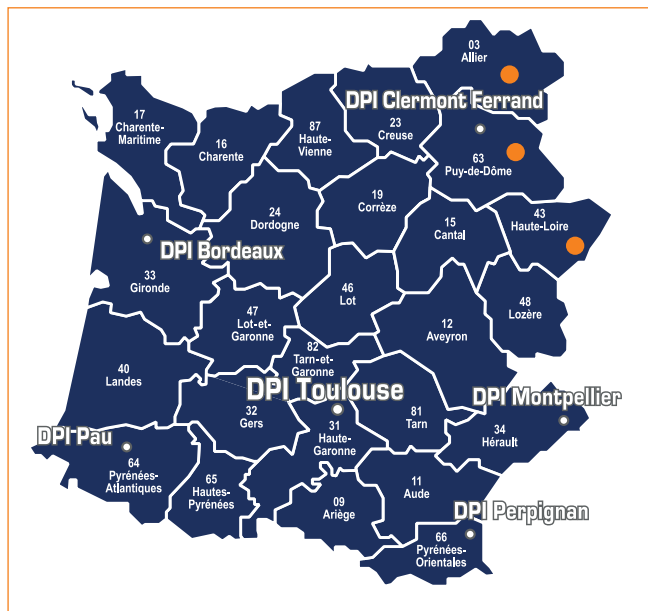 03
Allier
DPI Clermont Ferrand
17
Charente-
Maritime
16
Charente
87
Haute-
Vienne
23
Creuse
63
Puy-de-Dôme
19
Corrèze
24
Dordogne
15
Cantal
43
Haute-Loire
DPI Bordeaux
33
Gironde
46
Lot
48
Lozère
47
Lot-et-
Garonne
12
Aveyron
82
Tarn-et-
Garonne
40
Landes
DPI Toulouse
DPI Montpellier
32
Gers
31
Haute-
Garonne
81
Tarn
34
Hérault
DPI Pau
64
Pyrénées-
Atlantiques
65
Hautes-
Pyrénées
09
Ariège
11
Aude
DPI Perpignan
66
Pyrénées-
Orientales